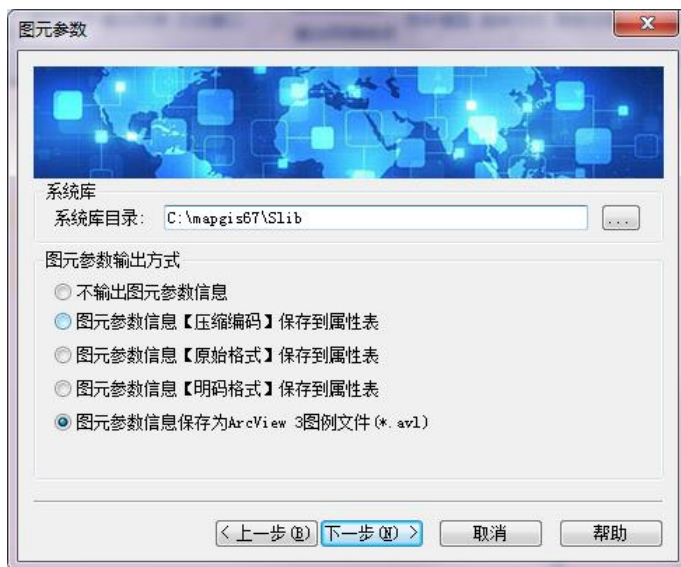 图元参数
系统库
系统库目录: C:\mapgis67\Slib ...
图元参数输出方式
不输出图元参数信息
图元参数信息【压缩编码】保存到属性表
图元参数信息【原始格式】保存到属性表
图元参数信息【明码格式】保存到属性表
图元参数信息保存为ArcView 3图例文件(*.avl)
<上一步(B) 下一步(N) > 取消 帮助